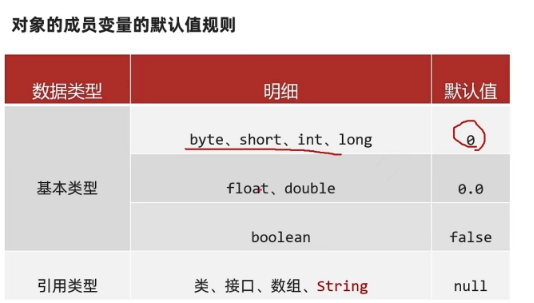 对象的成员变量的默认值规则
数据类型 明细 默认值
基本类型 byte、short、int、long 0
float、double 0.0
boolean false
引用类型 类、接口、数组、String null